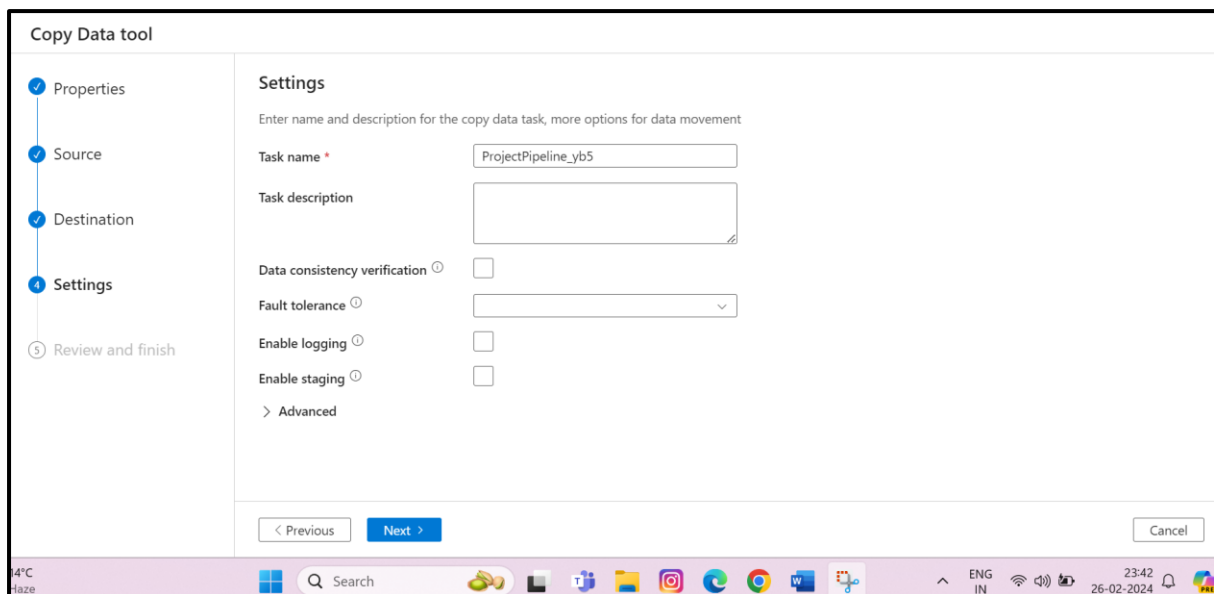 Copy Data tool
Properties
Source
Destination
4 Settings
5 Review and finish
Settings
Enter name and description for the copy data task, more options for data movement
Task name * ProjectPipeline_yb5
Task description
Data consistency verification
Fault tolerance
Enable logging
Enable staging
> Advanced
< Previous Next > Cancel
14°C
Haze
Search
ENG
IN
23:42
26-02-2024
PRE